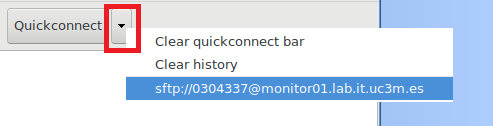 Quickconnect
Clear quickconnect bar
Clear history
sftp://0304337@monitor01.lab.it.uc3m.es